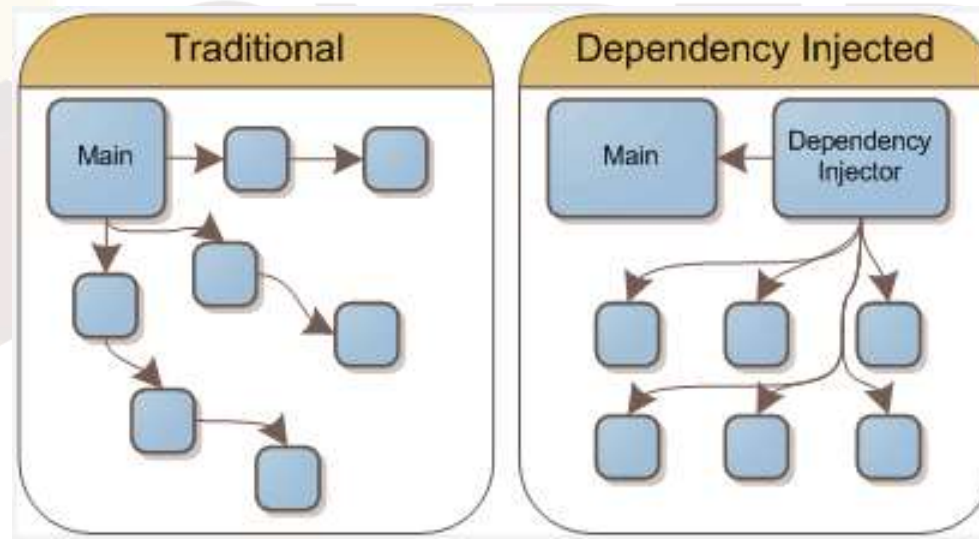 Traditional
Main
Dependency Injected
Main
Dependency
Injector